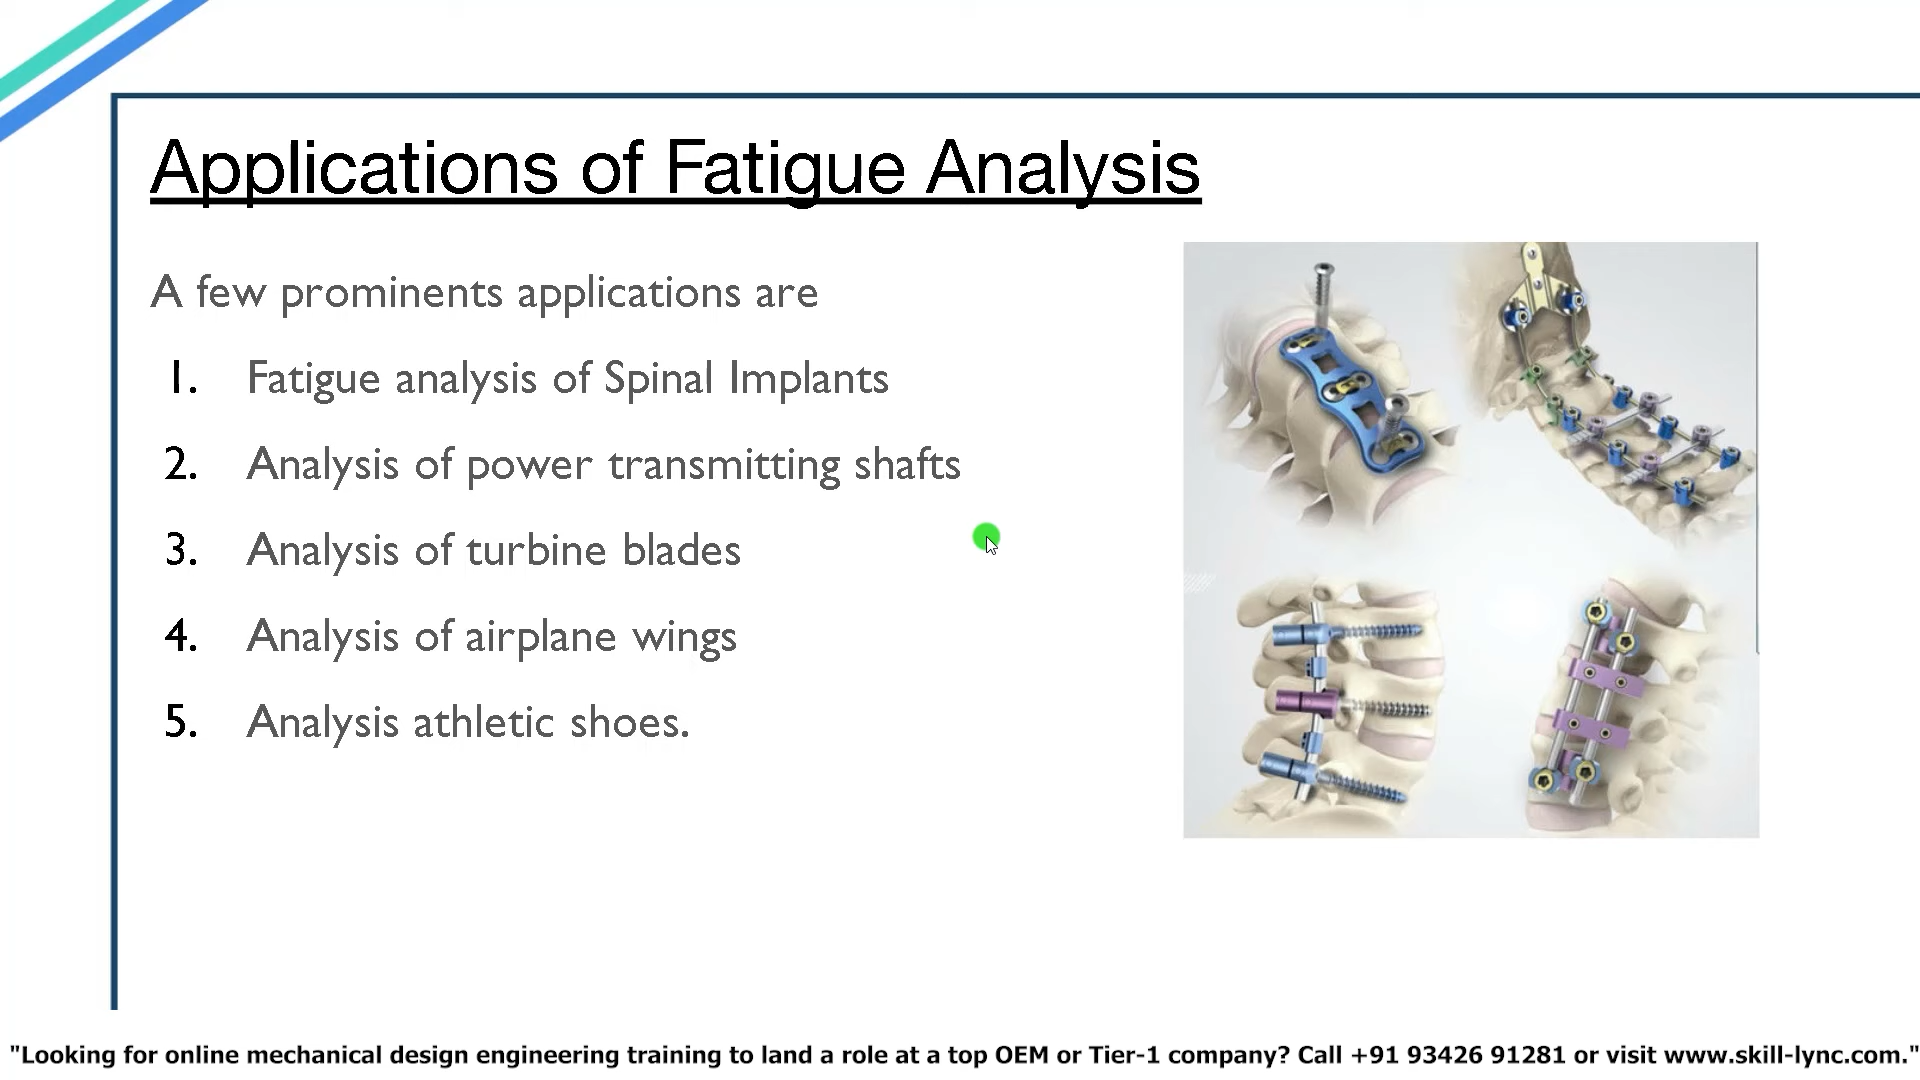 Applications of Fatigue Analysis
A few prominents applications are
1. Fatigue analysis of Spinal Implants
2. Analysis of power transmitting shafts
3. Analysis of turbine blades
4. Analysis of airplane wings
5. Analysis athletic shoes.
"Looking for online mechanical design engineering training to land a role at a top OEM or Tier-1 company? Call +91 93426 91281 or visit www.skill-lync.com."